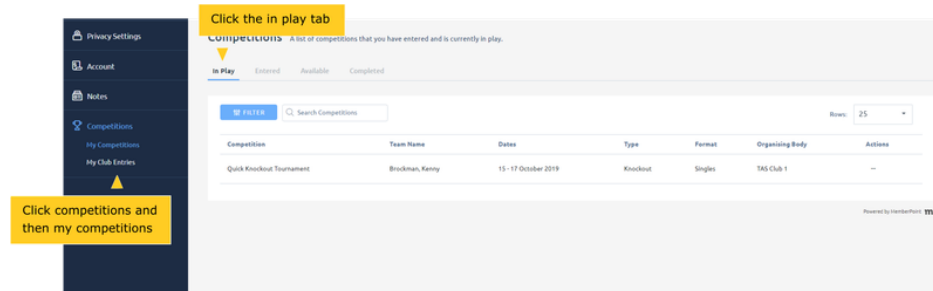 Click the in play tab
Privacy Settings
Account
Notes
Competitions
My Competitions
My Club Entries
Click competitions and
then my competitions
Competitions A list of competitions that you have entered and is currently in play.
In Play Entered Available Completed
FILTER Search Competitions Rows: 25
Competition Team Name Dates Type Format Organising Body Actions
Quick Knockout Tournament Brockman, Kenny 15 - 17 October 2019 Knockout Singles TAS Club 1 --
Powered by MemberPoint m